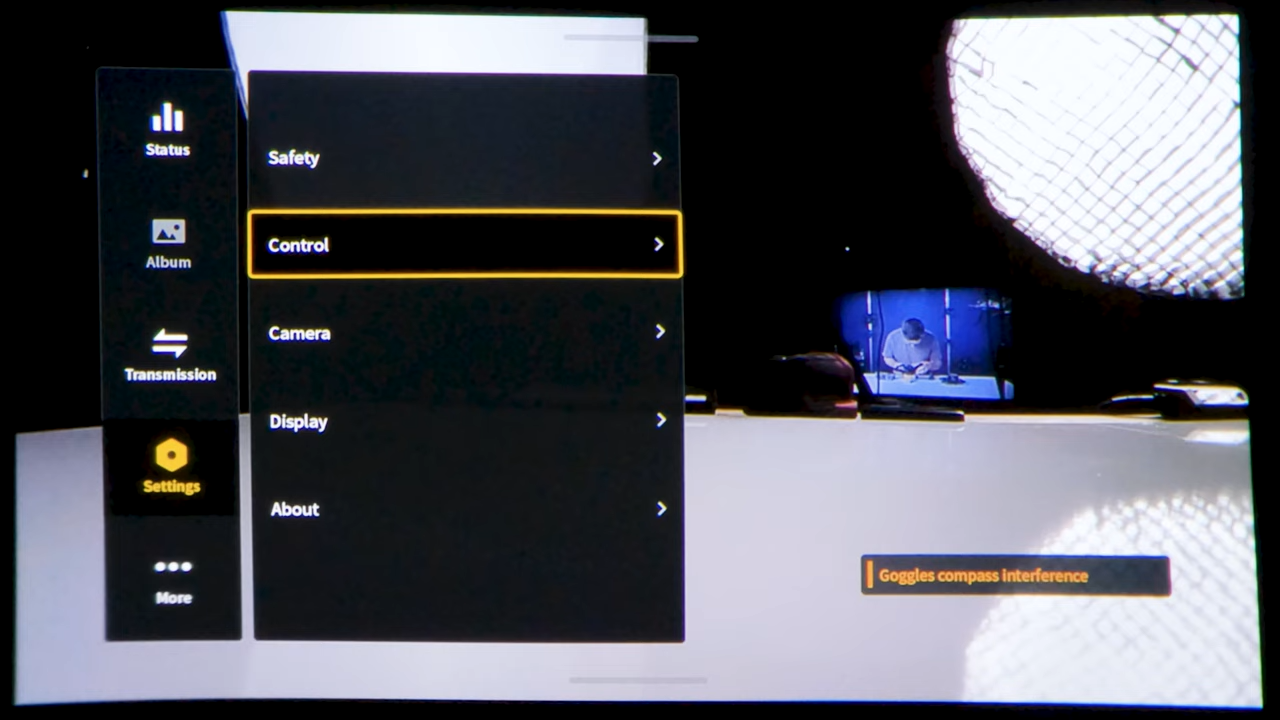 Status
Album
Transmission
Settings
More
Safety
Control
Camera
Display
About
Goggles compass interference